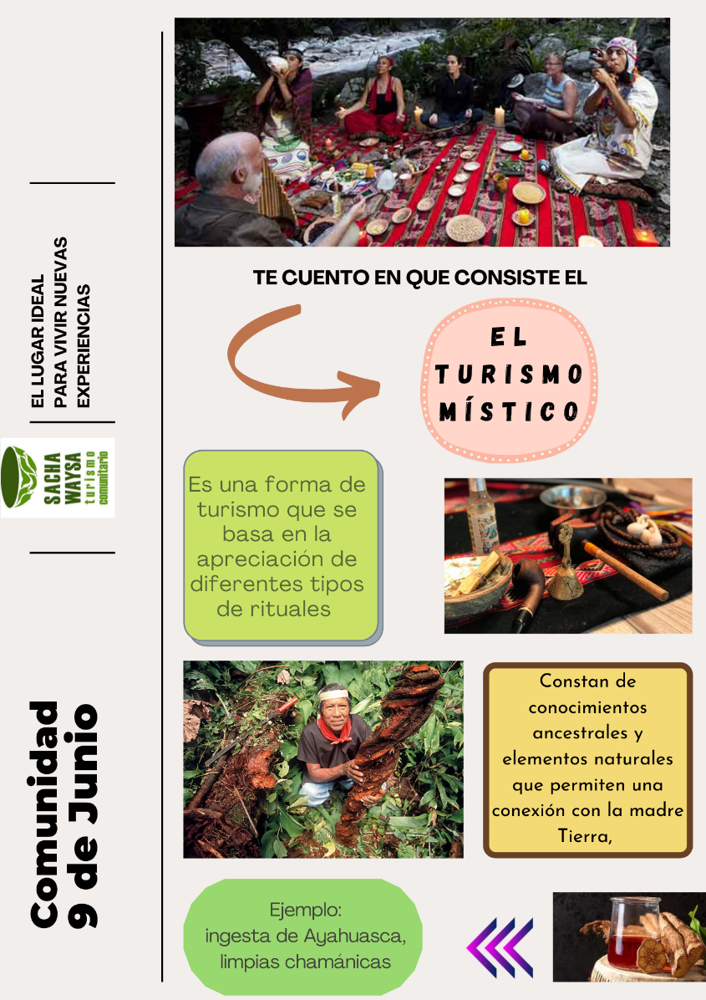 TE CUENTO EN QUE CONSISTE EL
EL
TURISMO
MÍSTICO
Es una forma de
turismo que se
basa en la
apreciación de
diferentes tipos
de rituales
Constan de
conocimientos
ancestrales y
elementos naturales
que permiten una
conexión con la madre
Tierra,
Ejemplo:
ingesta de Ayahuasca,
limpias chamánicas
EL LUGAR IDEAL
PARA VIVIR NUEVAS
EXPERIENCIAS
SACHA
WAYSA
turismo
comunitario
Comunidad
9 de Junio